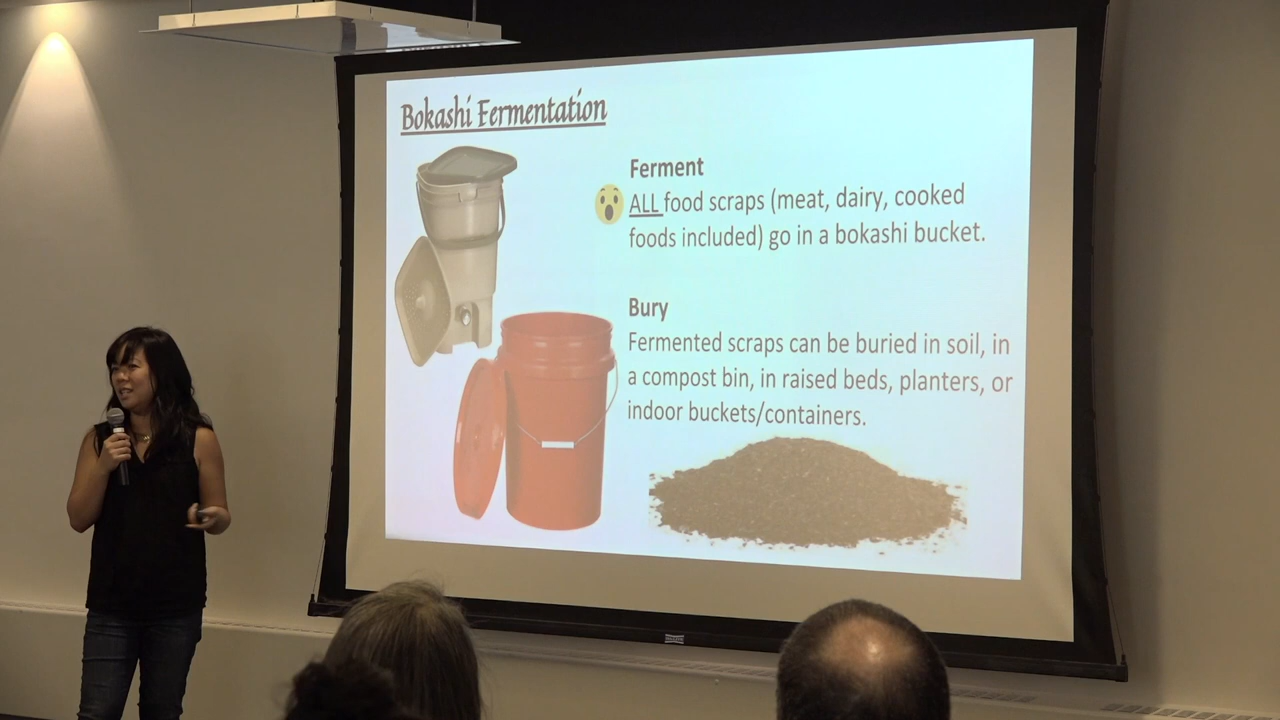 Bokashi Fermentation
Ferment
ALL food scraps (meat, dairy, cooked
foods included) go in a bokashi bucket.
Bury
Fermented scraps can be buried in soil, in
a compost bin, in raised beds, planters, or
indoor buckets/containers.